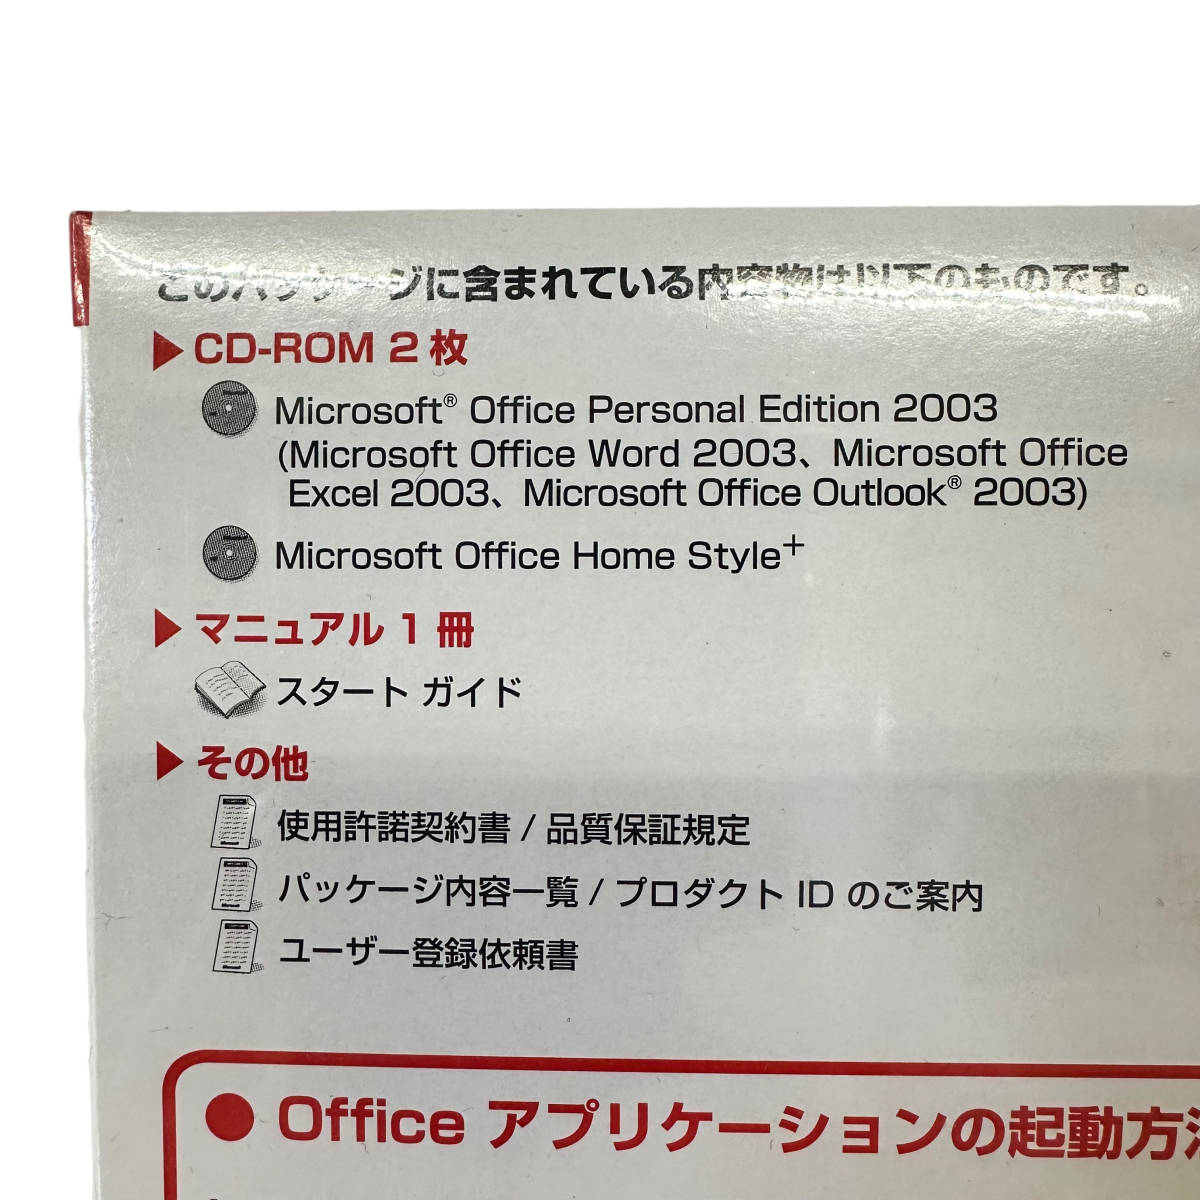 このパッケージに含まれている内容物は以下のものです。
▶ CD-ROM 2 枚
Microsoft® Office Personal Edition 2003
(Microsoft Office Word 2003、Microsoft Office
Excel 2003、Microsoft Office Outlook® 2003)
Microsoft Office Home Style+
▶ マニュアル 1 冊
スタート ガイド
▶ その他
使用許諾契約書 / 品質保証規定
パッケージ内容一覧 / プロダクト ID のご案内
ユーザー登録依頼書
● Office アプリケーションの起動方法